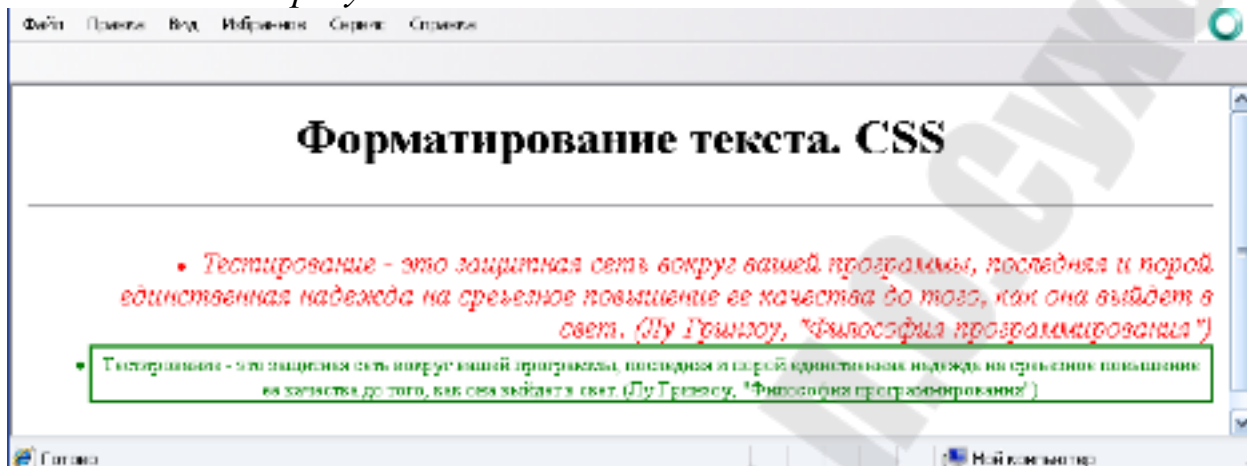 Файл Правка Вид Избранное Сервис Справка
Форматирование текста. CSS
• Тестирование - это защитная сеть вокруг вашей программы, последняя и порой
единственная надежда на среьезное повышение ее качества до того, как она выйдет в
свет. (Лу Гринзоу, "Философия программирования")
• Тестирование - это защитная сеть вокруг вашей программы, последняя и порой единственная надежда на среьезное повышение
ее качества до того, как она выйдет в свет. (Лу Гринзоу, "Философия программирования")
Готово Мой компьютер